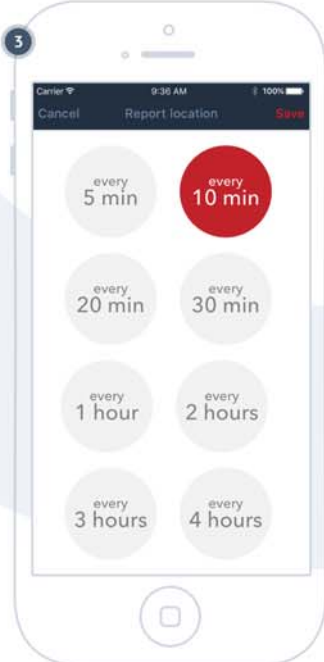 3
Carrier 9:36 AM 100%
Cancel Report location Save
every every
5 min 10 min
every every
20 min 30 min
every every
1 hour 2 hours
every every
3 hours 4 hours